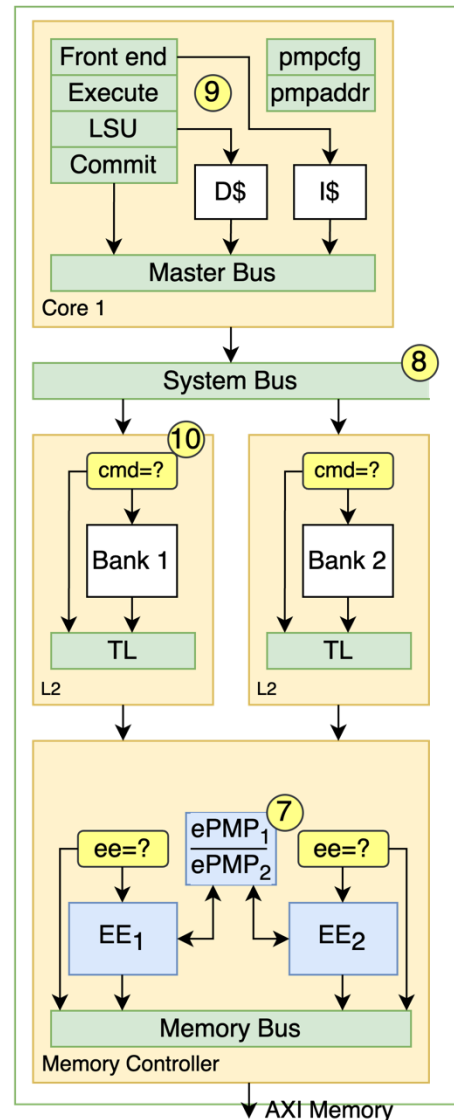 Front end
Execute
LSU
Commit
9
pmpcfg
pmpaddr
D$
I$
Master Bus
Core 1
8
System Bus
10
cmd=?
cmd=?
Bank 1
Bank 2
TL
TL
L2
L2
7
ePMP1
ePMP2
ee=?
ee=?
EE1
EE2
Memory Bus
Memory Controller
AXI Memory